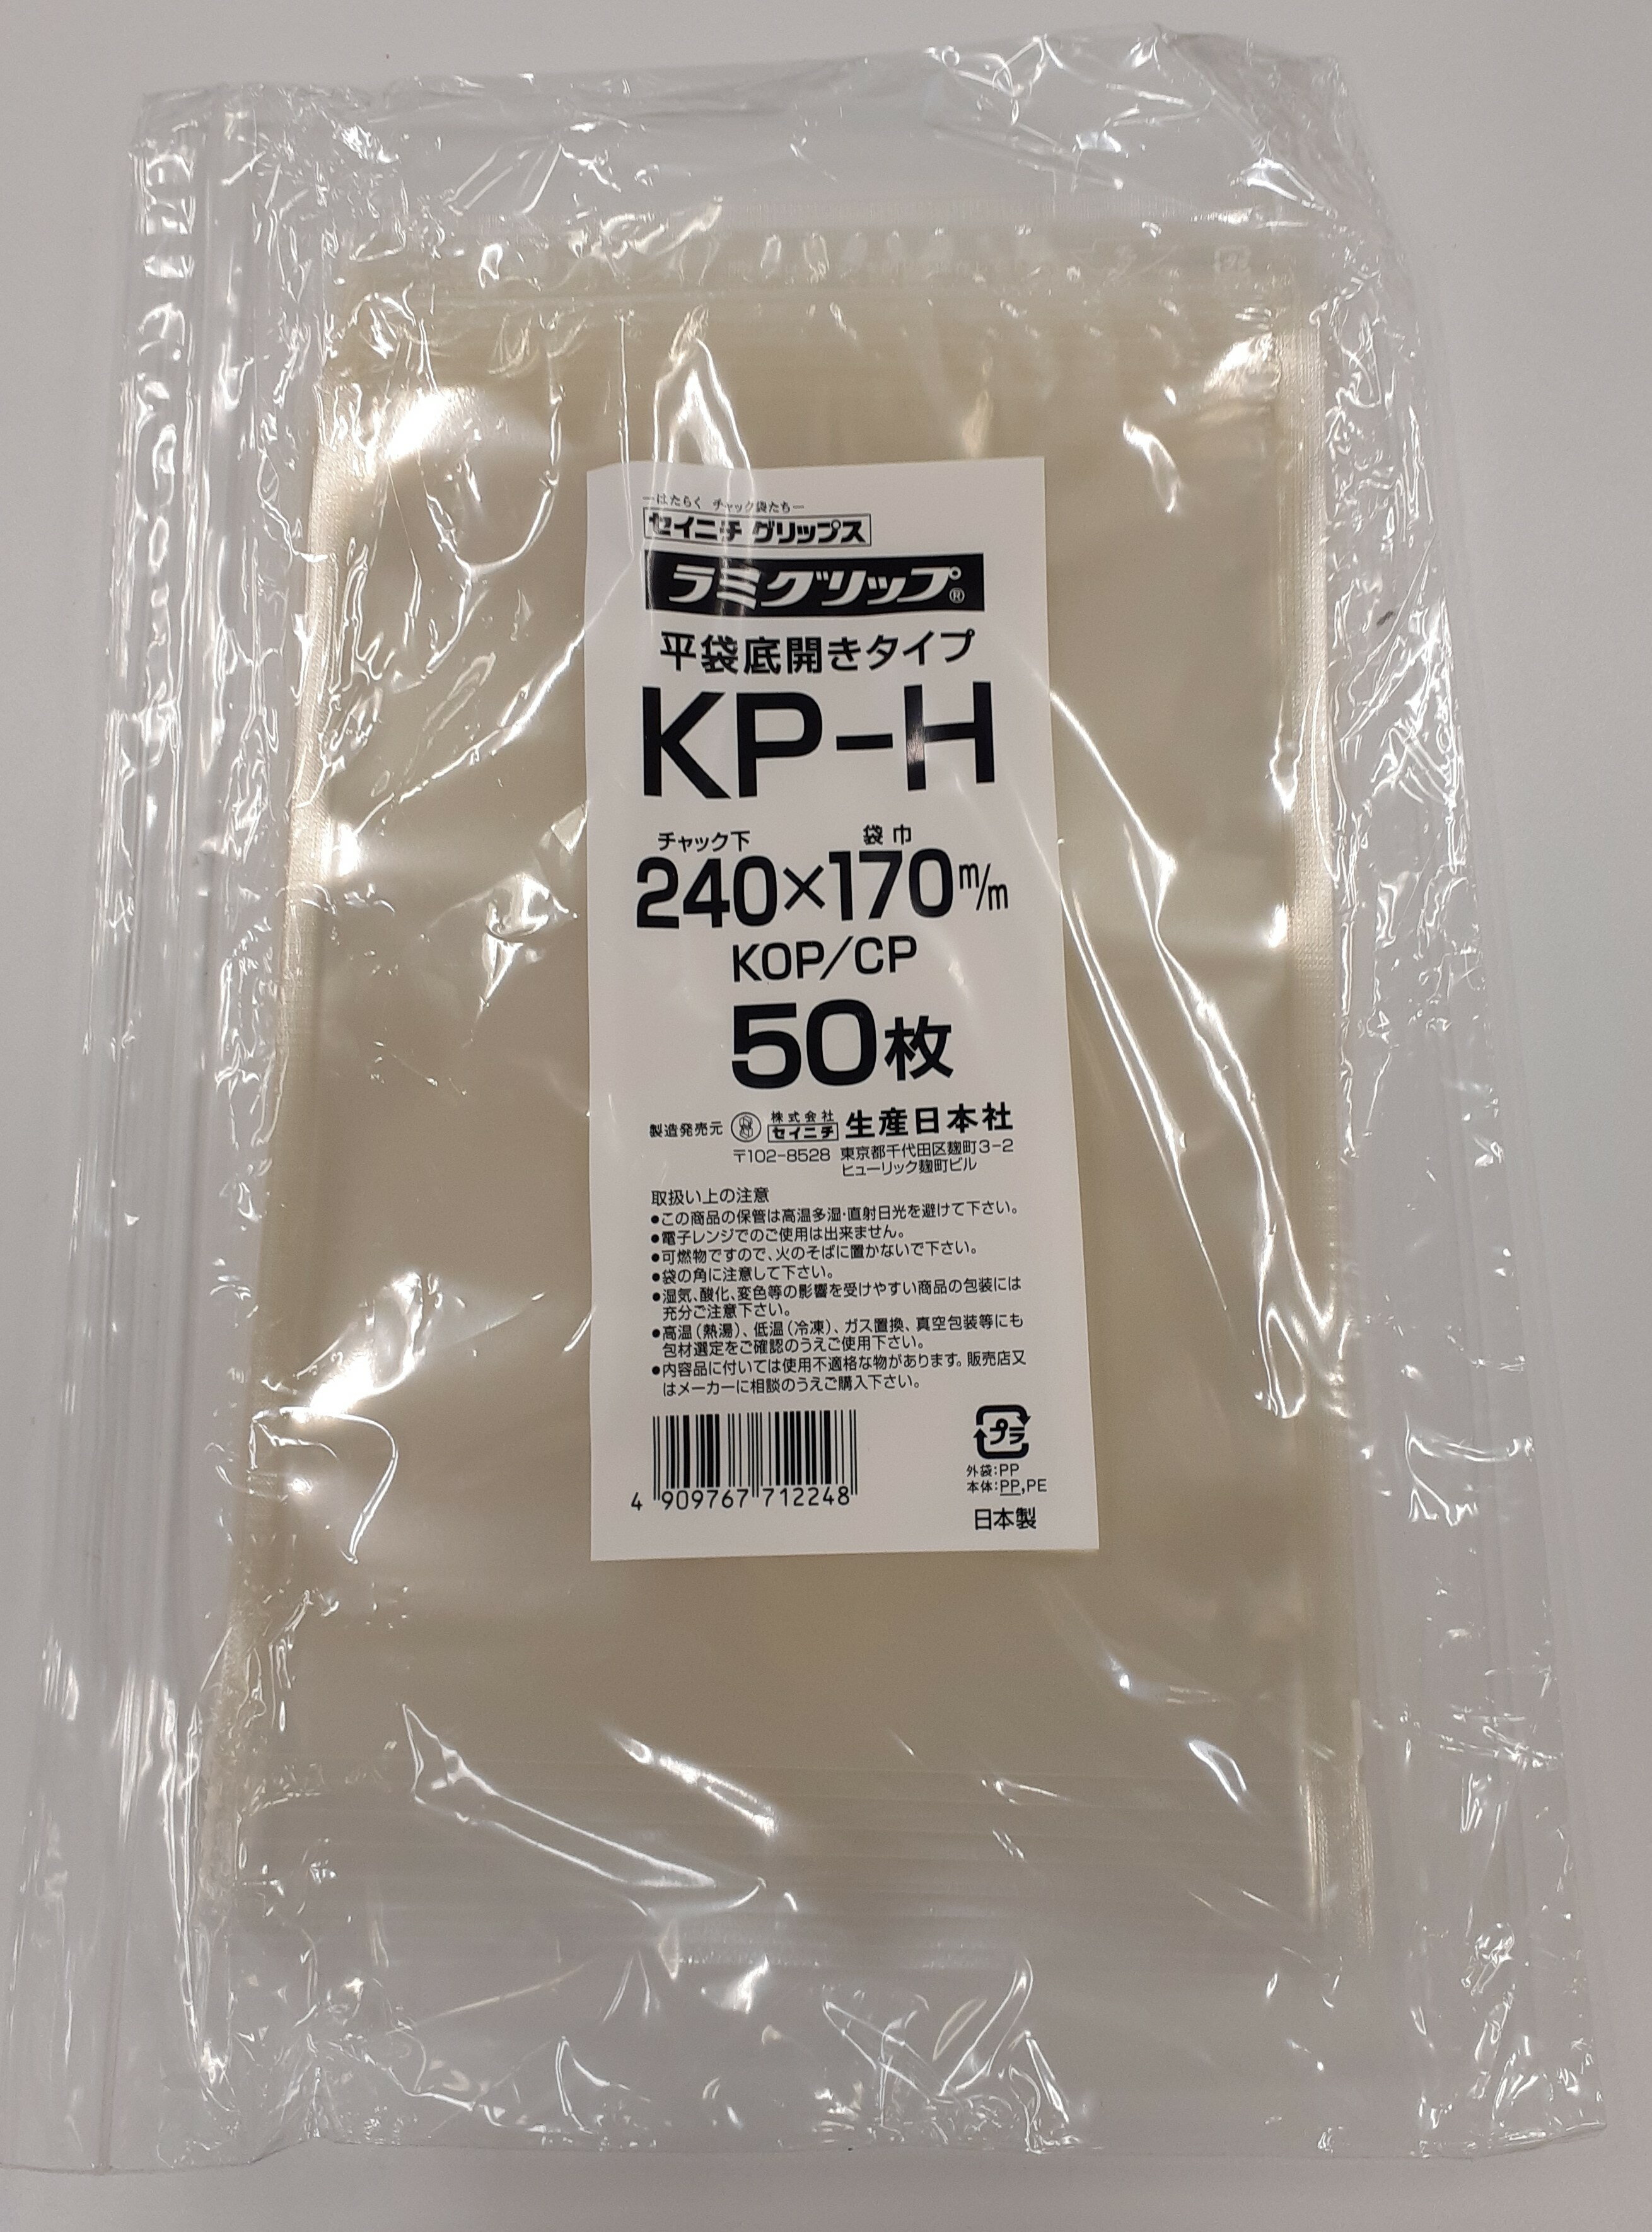 ーはたらく チャック袋たちー
セイニチグリップス
ラミグリップ®
平袋底開きタイプ
KP-H
チャック下 袋巾
240×170m/m
KOP/CP
50枚
製造発売元 株式会社 セイニチ 生産日本社
〒102-8528 東京都千代田区麹町3-2
ヒューリック麹町ビル
取扱い上の注意
●この商品の保管は高温多湿・直射日光を避けて下さい。
●電子レンジでのご使用は出来ません。
●可燃物ですので、火のそばに置かないで下さい。
●袋の角に注意して下さい。
●湿気、酸化、変色等の影響を受けやすい商品の包装には
充分ご注意下さい。
●高温(熱湯)、低温(冷凍)、ガス置換、真空包装等にも
包材選定をご確認のうえご使用下さい。
●内容品に付いては使用不適格な物があります。販売店又
はメーカーに相談のうえご購入下さい。
4 909767 712248
プラ
外袋:PP
本体:PP,PE
日本製